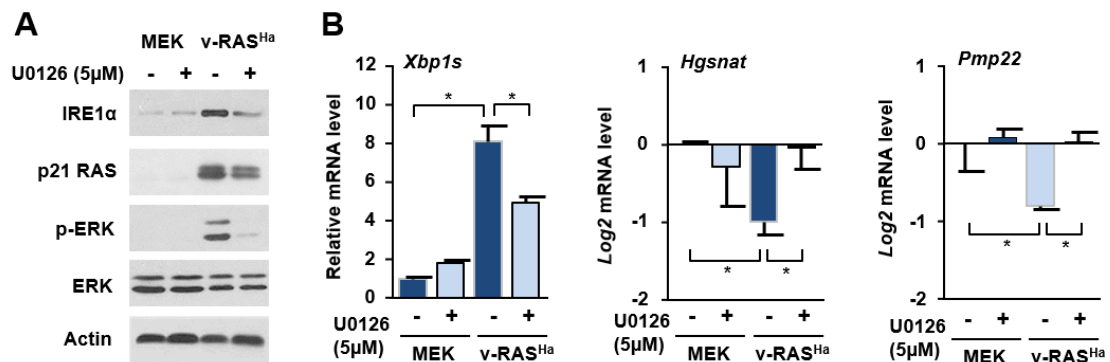 A
MEK v-RASHa
U0126 (5μM) - + - +
IRE1α
p21 RAS
p-ERK
ERK
Actin
B
Xbp1s
Relative mRNA level
12
10
8
6
4
2
0
* *
U0126 (5μM) - + - +
MEK v-RASHa
Hgsnat
Log2 mRNA level
1
0
-1
-2
* *
U0126 (5μM) - + - +
MEK v-RASHa
Pmp22
Log2 mRNA level
1
0
-1
-2
* *
U0126 (5μM) - + - +
MEK v-RASHa